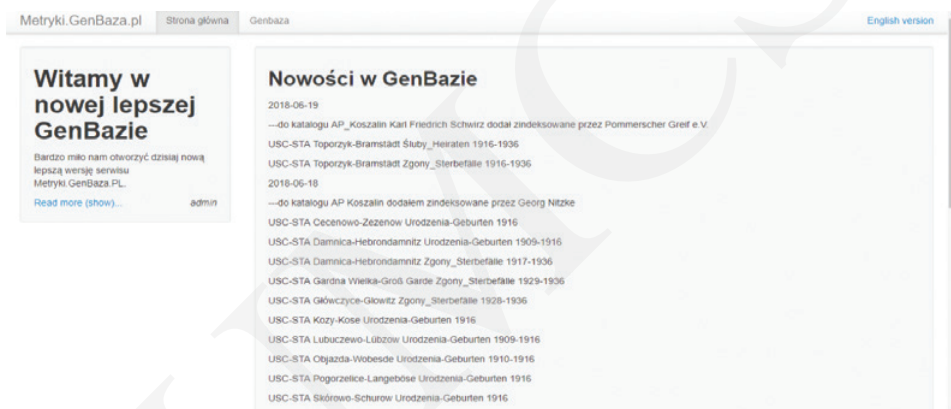 Metryki.GenBaza.pl
Strona główna
Genbaza
English version
Witamy w
nowej lepszej
GenBazie
Bardzo miło nam otworzyć dzisiaj nową
lepszą wersję serwisu
Metryki.GenBaza.PL.
Read more (show)...
admin
Nowości w GenBazie
2018-06-19
---do katalogu AP_Koszalin Karl Friedrich Schwirz dodał zindeksowane przez Pommerscher Greif e.V.
USC-STA Toporzyk-Bramstädt Śluby_Heiraten 1916-1936
USC-STA Toporzyk-Bramstädt Zgony_Sterbefälle 1916-1936
2018-06-18
---do katalogu AP Koszalin dodałem zindeksowane przez Georg Nitzke
USC-STA Cecenowo-Zezenow Urodzenia-Geburten 1916
USC-STA Damnica-Hebrondamnitz Urodzenia-Geburten 1909-1916
USC-STA Damnica-Hebrondamnitz Zgony_Sterbefälle 1917-1936
USC-STA Gardna Wielka-Groß Garde Zgony_Sterbefälle 1929-1936
USC-STA Główczyce-Glowitz Zgony_Sterbefälle 1928-1936
USC-STA Kozy-Kose Urodzenia-Geburten 1916
USC-STA Lubuczewo-Lübzow Urodzenia-Geburten 1909-1916
USC-STA Objazda-Wobesde Urodzenia-Geburten 1910-1916
USC-STA Pogorzelice-Langeböse Urodzenia-Geburten 1916
USC-STA Skórowo-Schurow Urodzenia-Geburten 1916